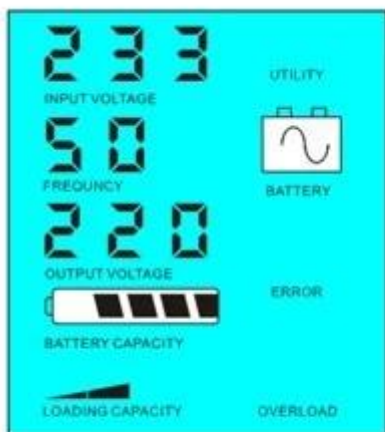 233
UTILITY
INPUT VOLTAGE
50
FREQUNCY
BATTERY
220
OUTPUT VOLTAGE
ERROR
BATTERY CAPACITY
LOADING CAPACITY
OVERLOAD